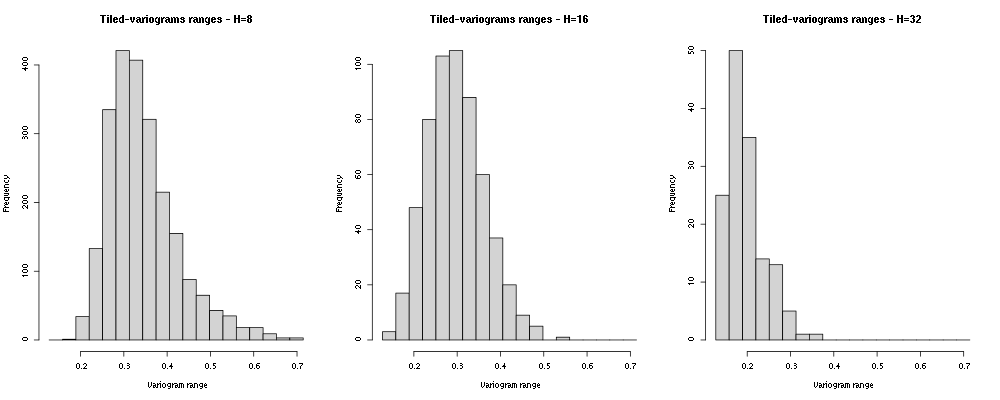 Tiled-variograms ranges - H=8
Frequency
400
300
200
100
0
0.2 0.3 0.4 0.5 0.6 0.7
Variogram range
Tiled-variograms ranges - H=16
Frequency
100
80
60
40
20
0
0.2 0.3 0.4 0.5 0.6 0.7
Variogram range
Tiled-variograms ranges - H=32
Frequency
50
40
30
20
10
0
0.2 0.3 0.4 0.5 0.6 0.7
Variogram range